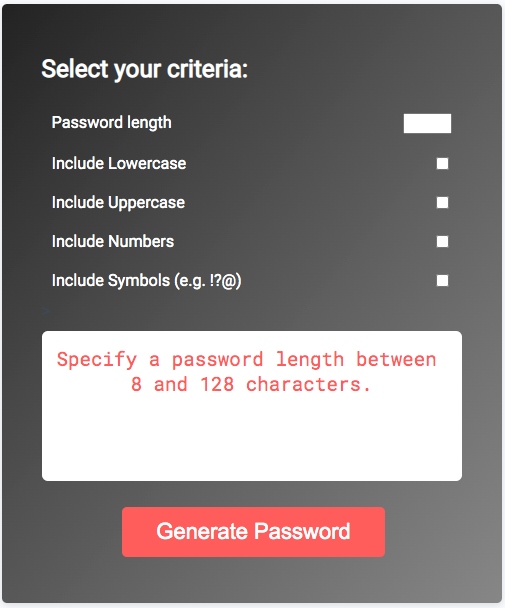 Select your criteria:
Password length
Include Lowercase
Include Uppercase
Include Numbers
Include Symbols (e.g. !?@)
Specify a password length between
8 and 128 characters.
Generate Password